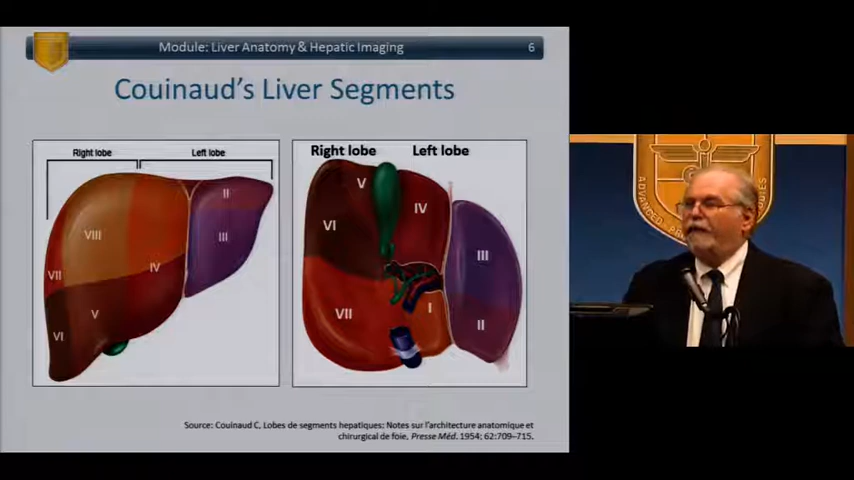 Module: Liver Anatomy & Hepatic Imaging
6
Couinaud's Liver Segments
Right lobe
Left lobe
II
III
VIII
IV
VII
V
VI
Right lobe
Left lobe
V
IV
VI
III
I
VII
II
Source: Couinaud C, Lobes de segments hepatiques: Notes sur l'architecture anatomique et
chirurgical de foie, Presse Méd. 1954; 62:709–715.
ADVANCED